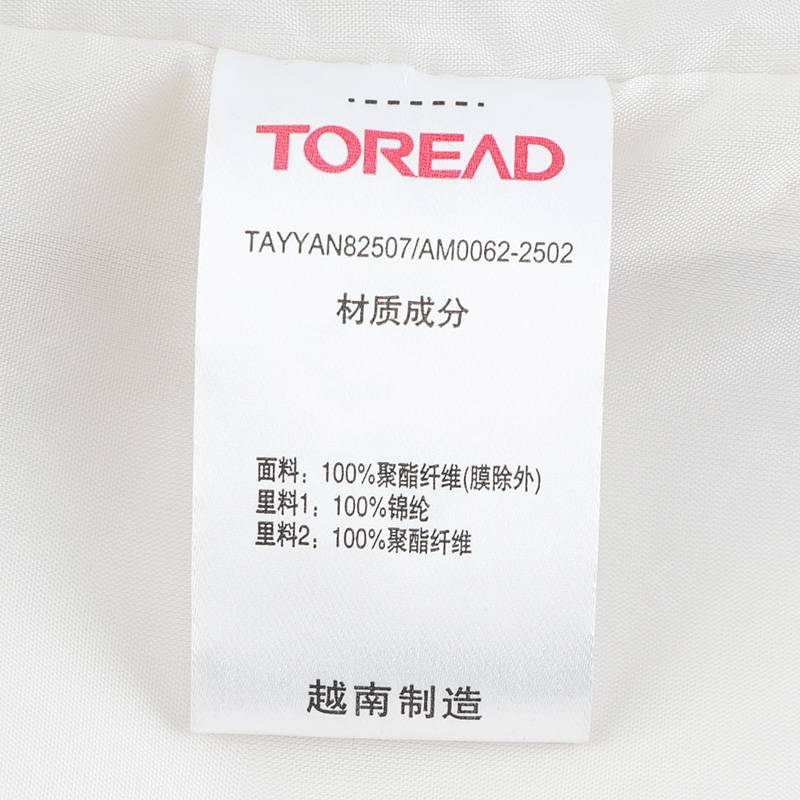 TOREAD
TAYYAN82507/AM0062-2502
材质成分
面料：100%聚酯纤维(膜除外)
里料1：100%锦纶
里料2：100%聚酯纤维
越南制造